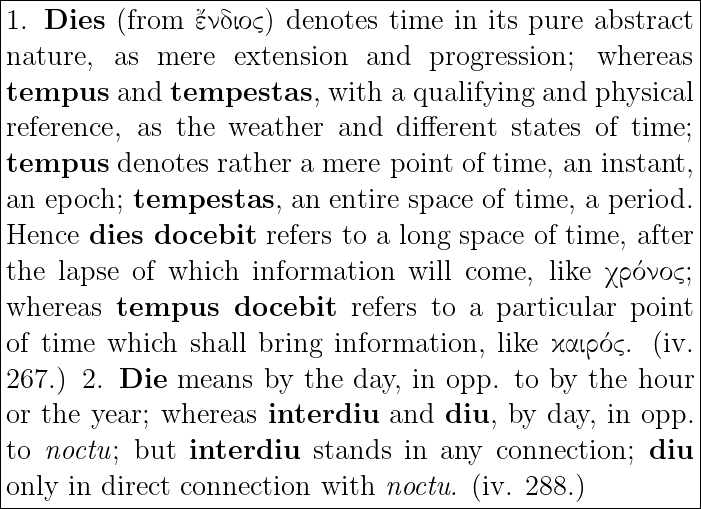 1. Dies (from ἔνδιος) denotes time in its pure abstract
nature, as mere extension and progression; whereas
tempus and tempestas, with a qualifying and physical
reference, as the weather and different states of time;
tempus denotes rather a mere point of time, an instant,
an epoch; tempestas, an entire space of time, a period.
Hence dies docebit refers to a long space of time, after
the lapse of which information will come, like χρόνος;
whereas tempus docebit refers to a particular point
of time which shall bring information, like καιρός. (iv.
267.) 2. Die means by the day, in opp. to by the hour
or the year; whereas interdiu and diu, by day, in opp.
to noctu; but interdiu stands in any connection; diu
only in direct connection with noctu. (iv. 288.)